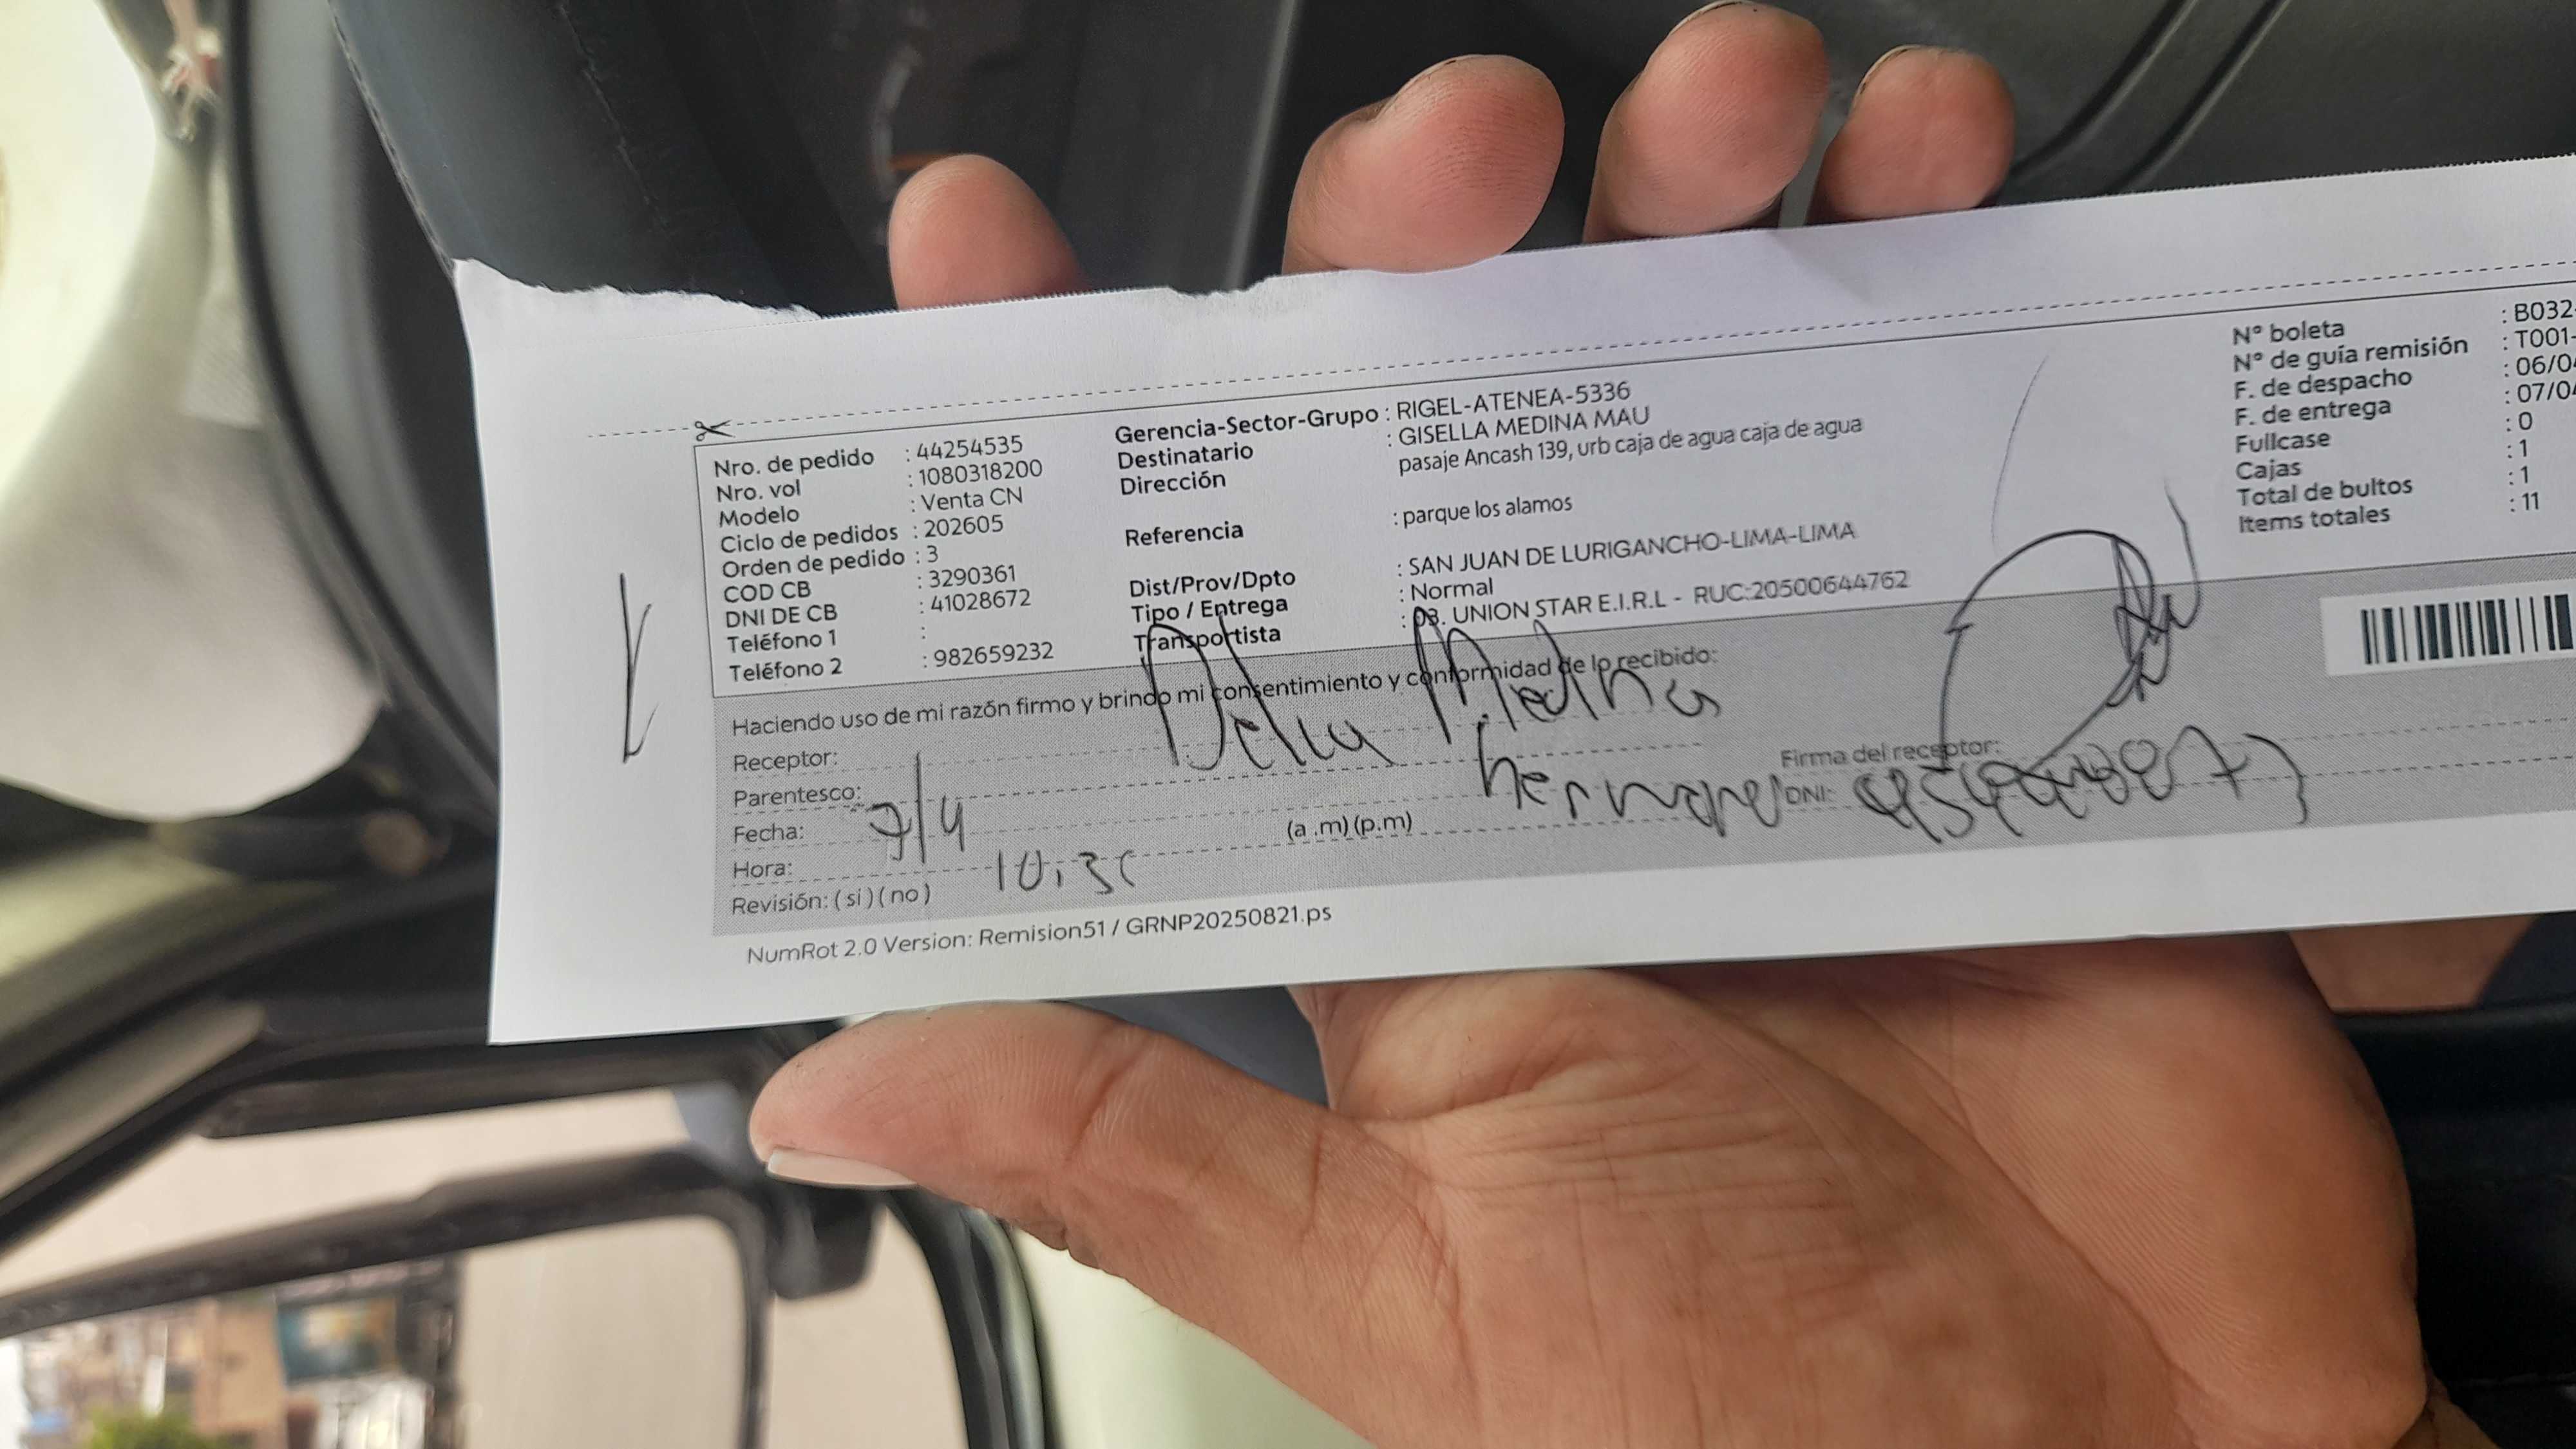 Nro. de pedido : 44254535
Nro. vol : 1080318200
Modelo : Venta CN
Ciclo de pedidos : 202605
Orden de pedido : 3
COD CB : 3290361
DNI DE CB : 41028672
Teléfono 1 :
Teléfono 2 : 982659232
Gerencia-Sector-Grupo : RIGEL-ATENEA-5336
Destinatario : GISELLA MEDINA MAU
Dirección pasaje Ancash 139, urb caja de agua caja de agua
Referencia : parque los alamos
Dist/Prov/Dpto : SAN JUAN DE LURIGANCHO-LIMA-LIMA
Tipo / Entrega : Normal
Transportista : 03. UNION STAR E.I.R.L - RUC:20500644762
N° boleta : B032-
N° de guía remisión : T001-
F. de despacho : 06/04
F. de entrega : 07/04
Fullcase : 0
Cajas : 1
Total de bultos : 1
Items totales : 11
Haciendo uso de mi razón firmo y brindo mi consentimiento y conformidad de lo recibido:
Receptor: Delia Medina
Parentesco: hermana
Fecha: 7/4
Hora: 10:30 (a .m) (p.m)
Revisión: ( si ) ( no )
Firma del receptor:
DNI:
NumRot 2.0 Version: Remision51 / GRNP20250821.ps